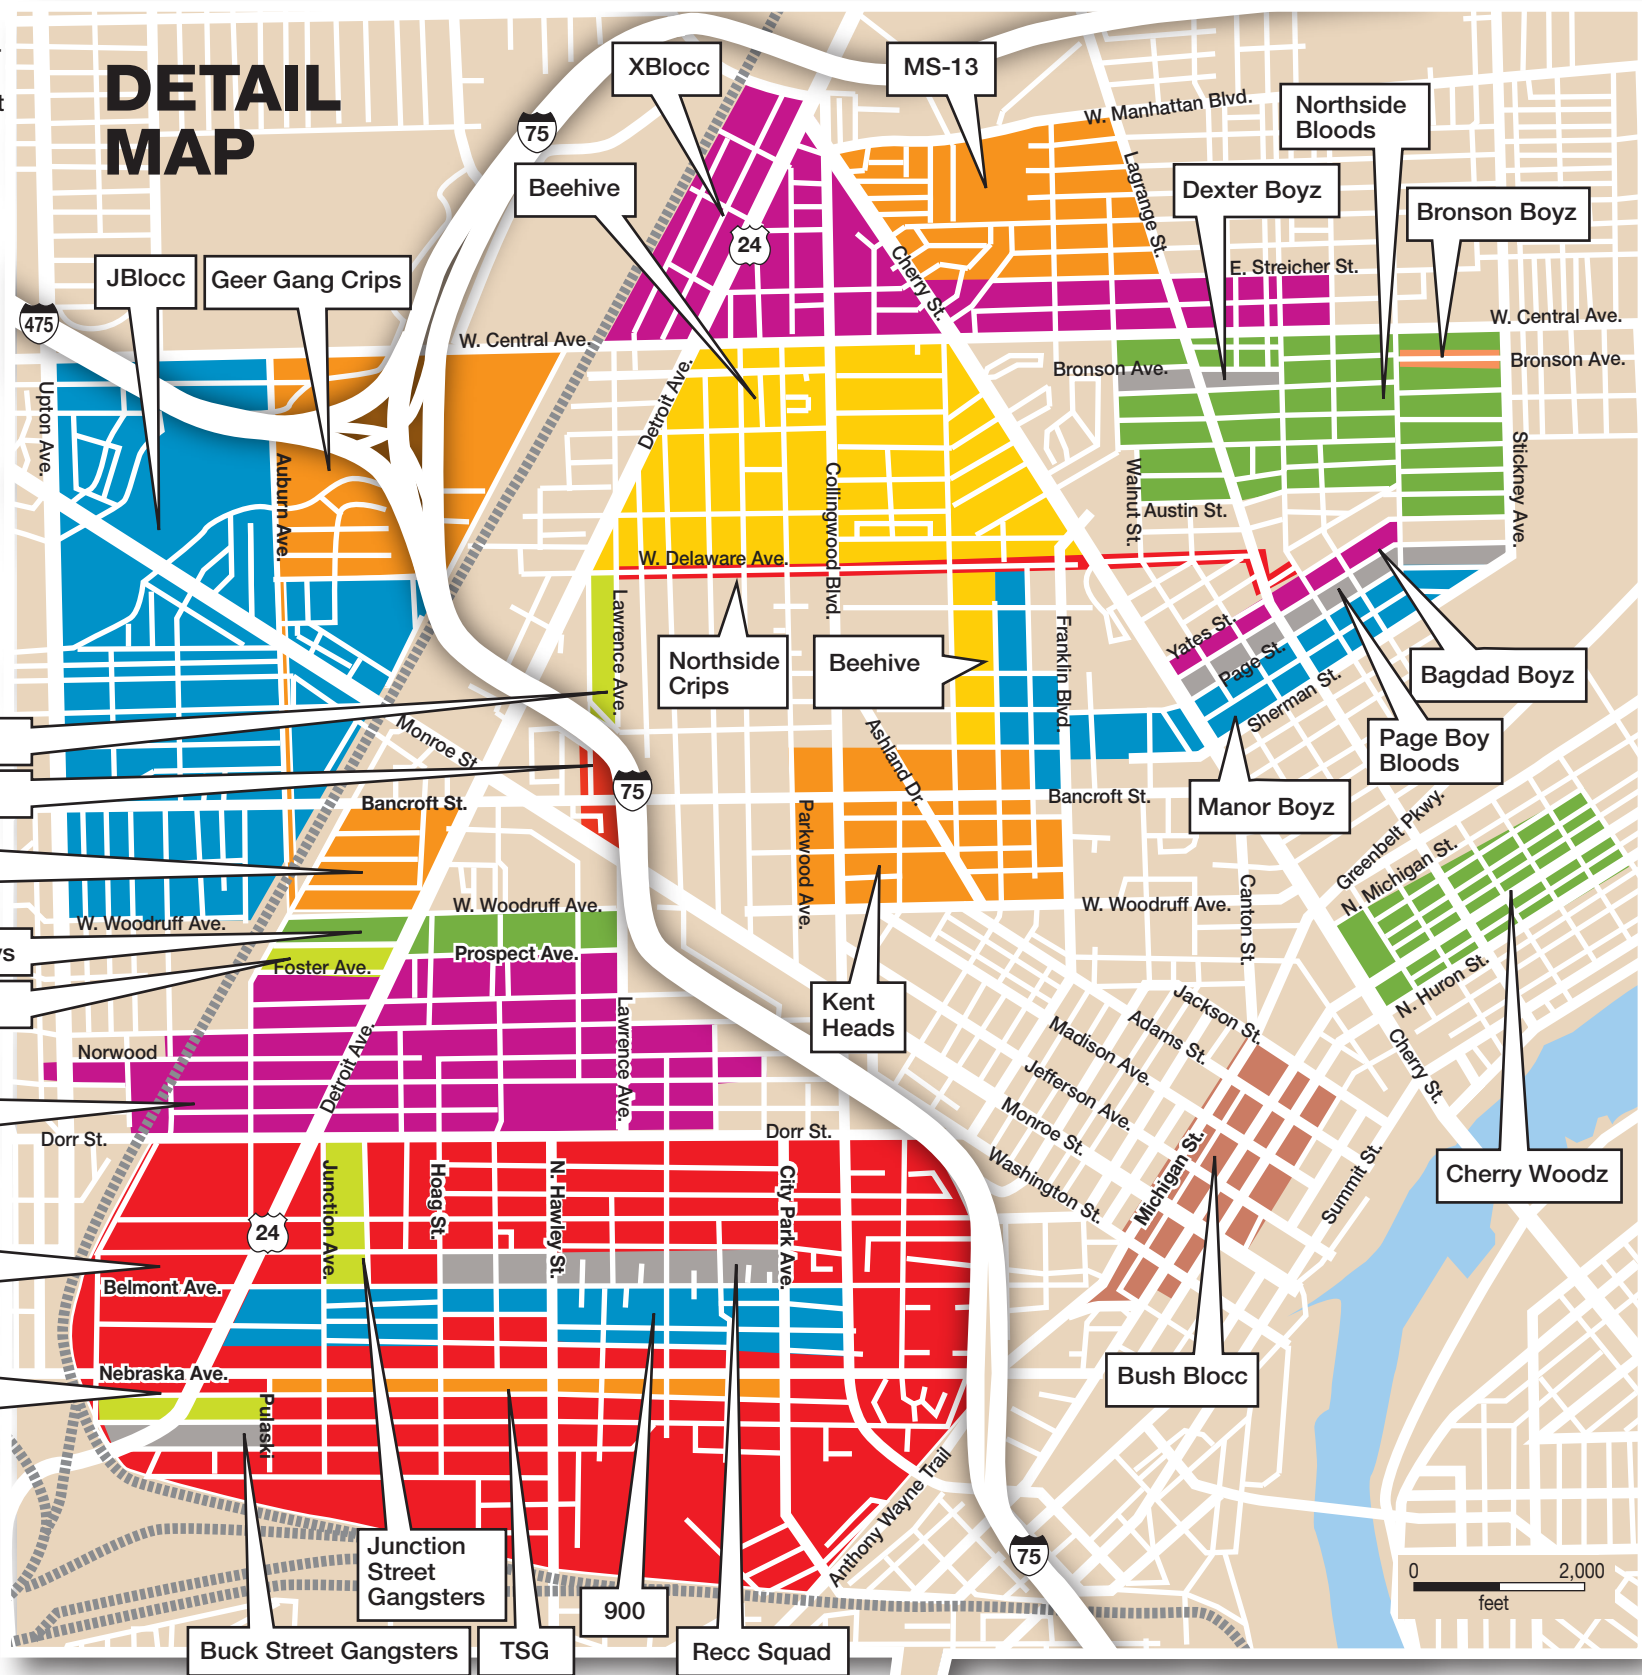 t
DETAIL
MAP
XBlocc
MS-13
W. Manhattan Blvd.
Northside
Bloods
75
Beehive
Dexter Boyz
Lagrange St.
Bronson Boyz
24
Cherry St.
E. Streicher St.
JBlocc
Geer Gang Crips
475
W. Central Ave.
W. Central Ave.
Bronson Ave.
Bronson Ave.
Upton Ave.
Detroit Ave.
Auburn Ave.
Collingwood Blvd.
Walnut St.
Stickney Ave.
Austin St.
W. Delaware Ave.
Lawrence Ave.
Northside
Crips
Beehive
Franklin Blvd.
Yates St.
Page St.
Sherman St.
Bagdad Boyz
Page Boy
Bloods
Manor Boyz
Monroe St.
Ashland Dr.
75
Bancroft St.
Bancroft St.
Parkwood Ave.
Greenbelt Pkwy.
N. Michigan St.
W. Woodruff Ave.
W. Woodruff Ave.
W. Woodruff Ave.
Canton St.
ys
Prospect Ave.
Foster Ave.
Kent
Heads
N. Huron St.
Jackson St.
Adams St.
Madison Ave.
Jefferson Ave.
Monroe St.
Washington St.
Cherry St.
Norwood
Detroit Ave.
Lawrence Ave.
Dorr St.
Dorr St.
Michigan St.
Summit St.
Cherry Woodz
Junction Ave.
Hoag St.
N. Hawley St.
City Park Ave.
24
Belmont Ave.
Nebraska Ave.
Pulaski
Bush Blocc
Anthony Wayne Trail
75
Junction
Street
Gangsters
900
Buck Street Gangsters
TSG
Recc Squad
0 2,000
feet